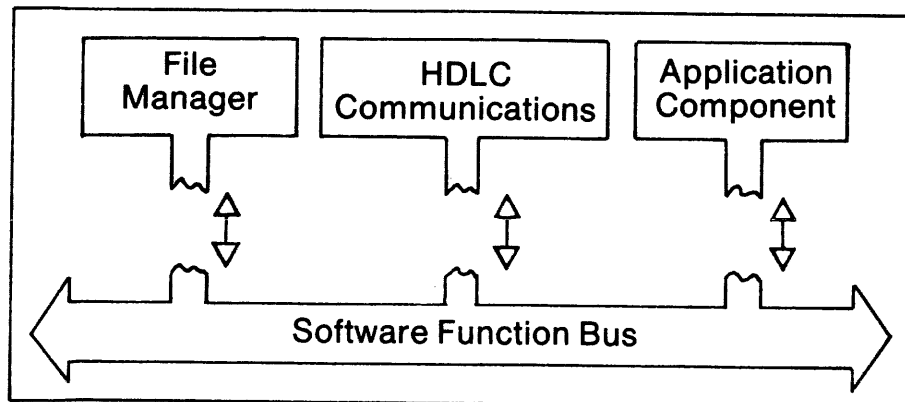 File
Manager
HDLC
Communications
Application
Component
Software Function Bus